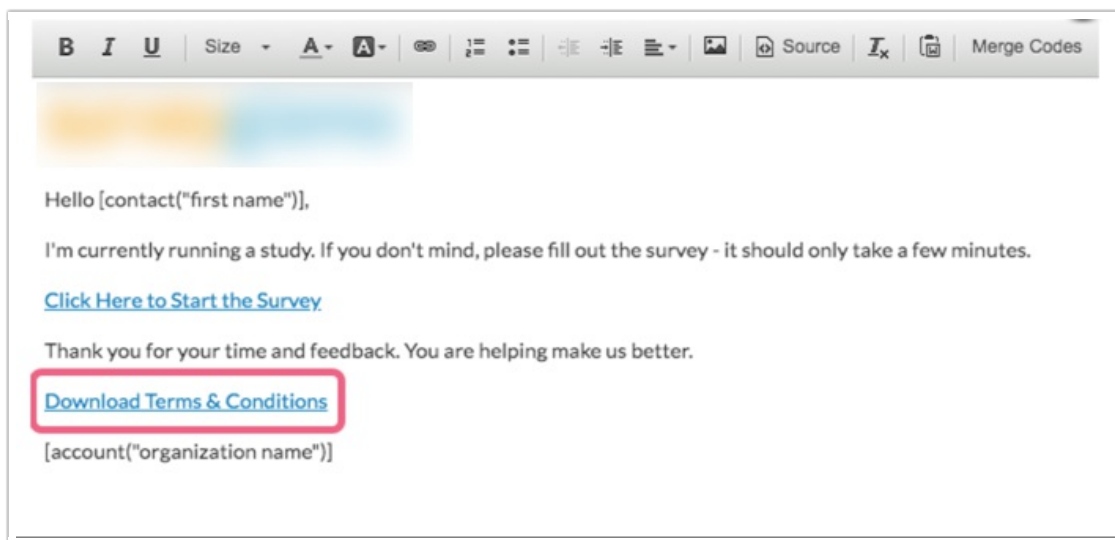 B I U Size A A Source Tx Merge Codes
Hello [contact("first name")],
I'm currently running a study. If you don't mind, please fill out the survey - it should only take a few minutes.
Click Here to Start the Survey
Thank you for your time and feedback. You are helping make us better.
Download Terms & Conditions
[account("organization name")]